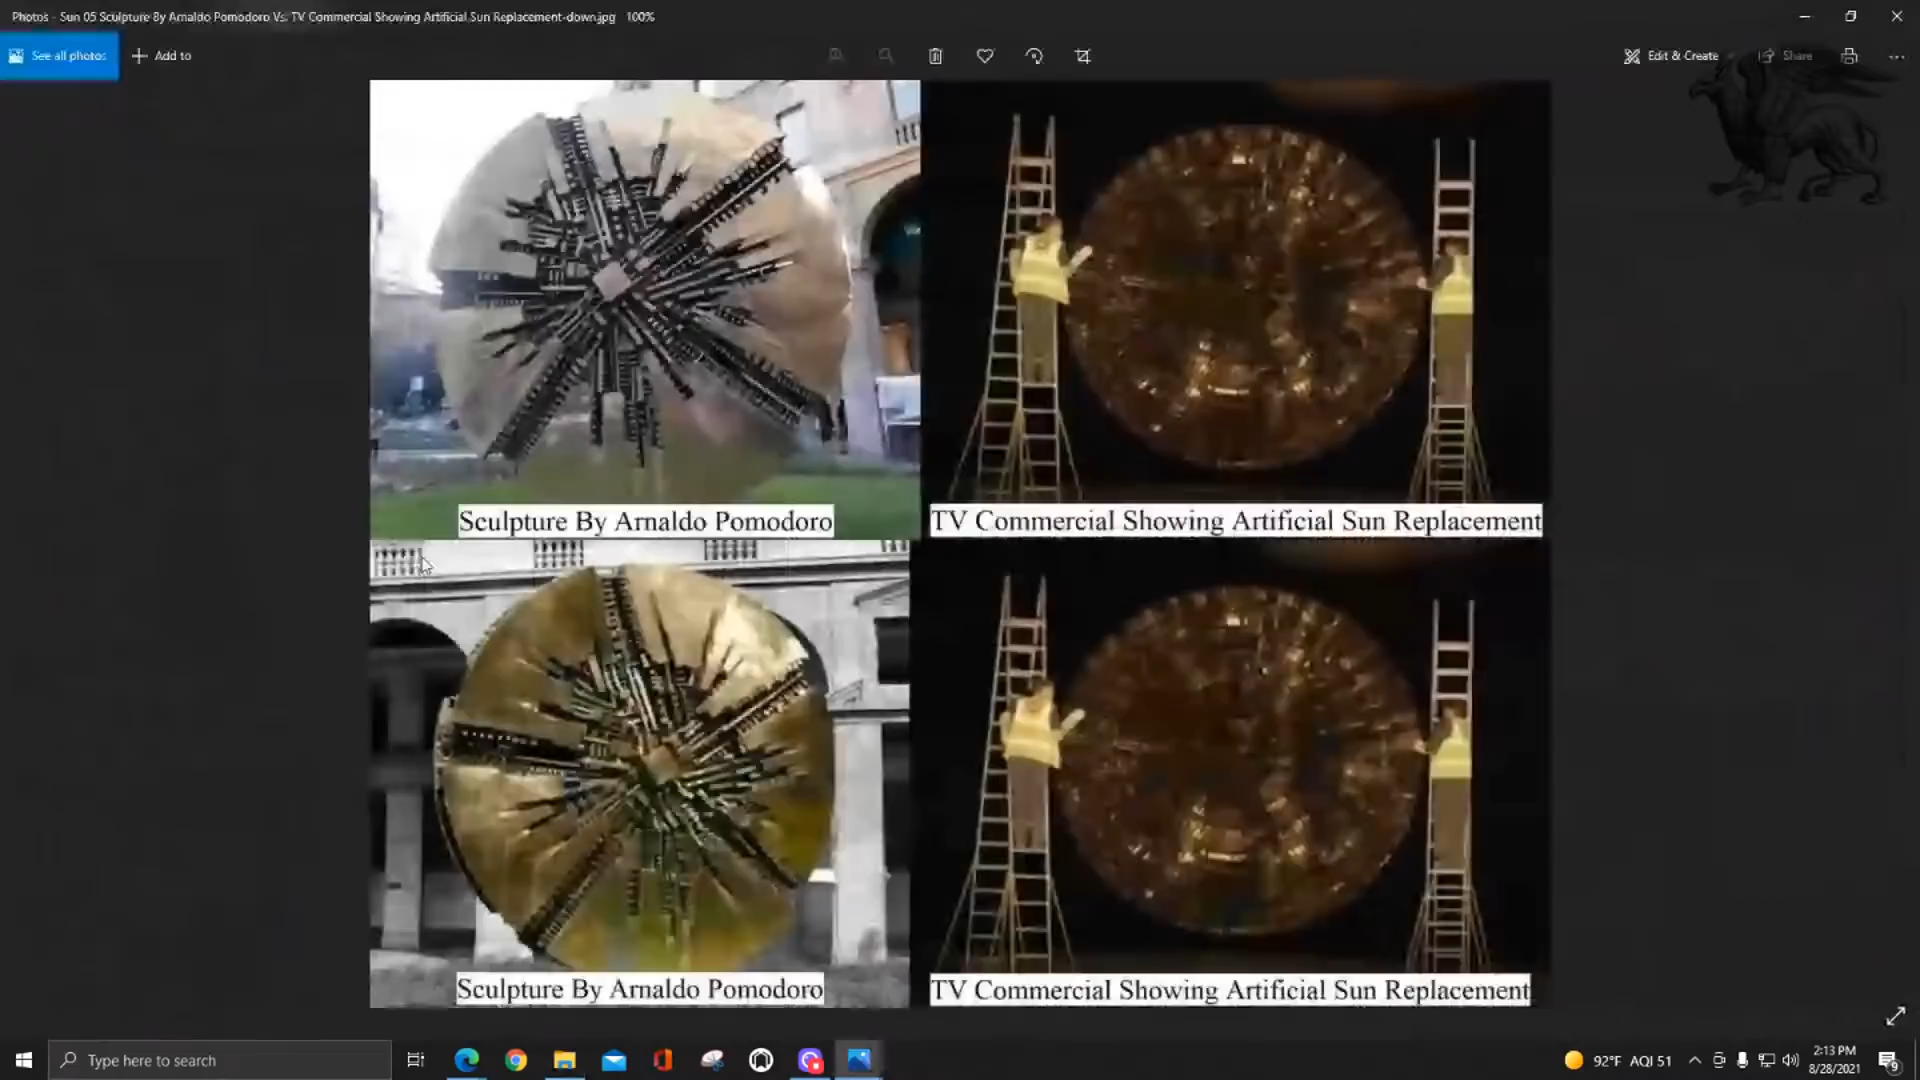 Photos - Sun 05 Sculpture By Arnaldo Pomodoro Vs. TV Commercial Showing Artificial Sun Replacement-down.jpg 100%
See all photos
Add to
Edit & Create
Share
Sculpture By Arnaldo Pomodoro
TV Commercial Showing Artificial Sun Replacement
Sculpture By Arnaldo Pomodoro
TV Commercial Showing Artificial Sun Replacement
Type here to search
92°F AQI 51
2:13 PM
8/28/2021
9